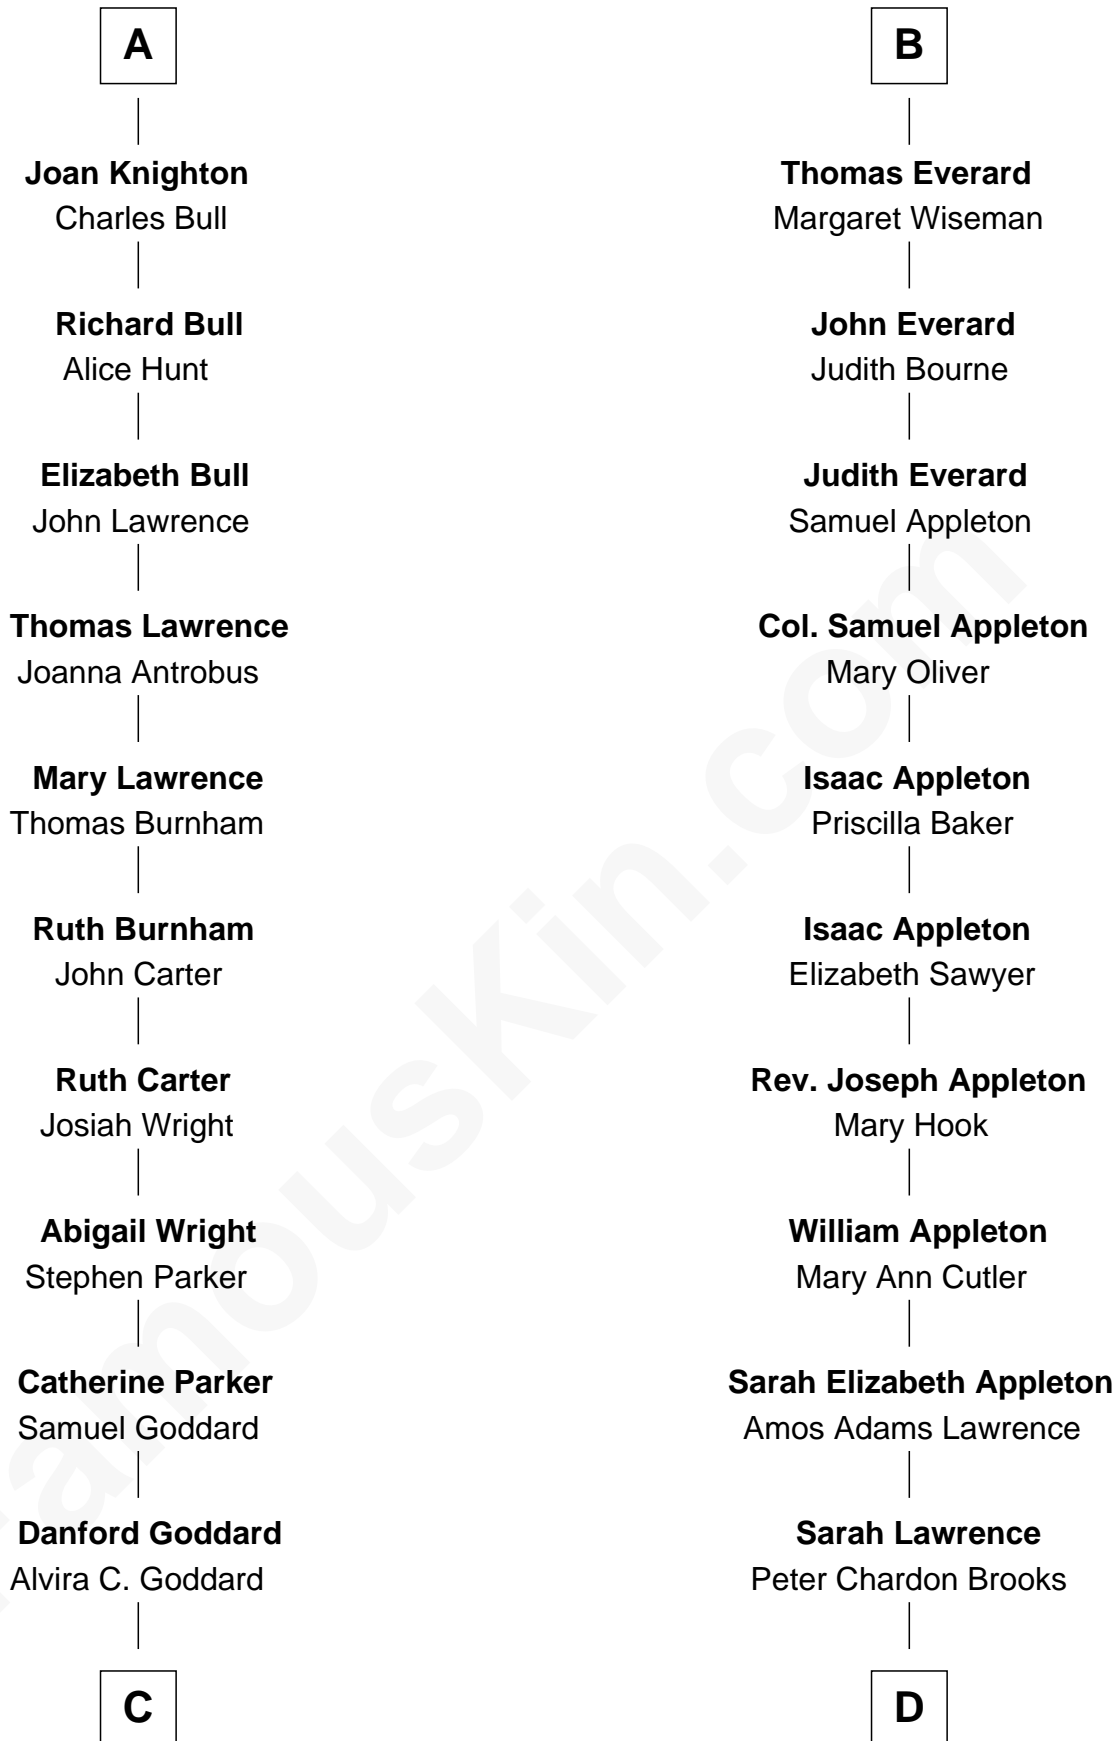 A
Joan Knighton
Charles Bull
Richard Bull
Alice Hunt
Elizabeth Bull
John Lawrence
Thomas Lawrence
Joanna Antrobus
Mary Lawrence
Thomas Burnham
Ruth Burnham
John Carter
Ruth Carter
Josiah Wright
Abigail Wright
Stephen Parker
Catherine Parker
Samuel Goddard
Danford Goddard
Alvira C. Goddard
C
B
Thomas Everard
Margaret Wiseman
John Everard
Judith Bourne
Judith Everard
Samuel Appleton
Col. Samuel Appleton
Mary Oliver
Isaac Appleton
Priscilla Baker
Isaac Appleton
Elizabeth Sawyer
Rev. Joseph Appleton
Mary Hook
William Appleton
Mary Ann Cutler
Sarah Elizabeth Appleton
Amos Adams Lawrence
Sarah Lawrence
Peter Chardon Brooks
D
FamousKin.com